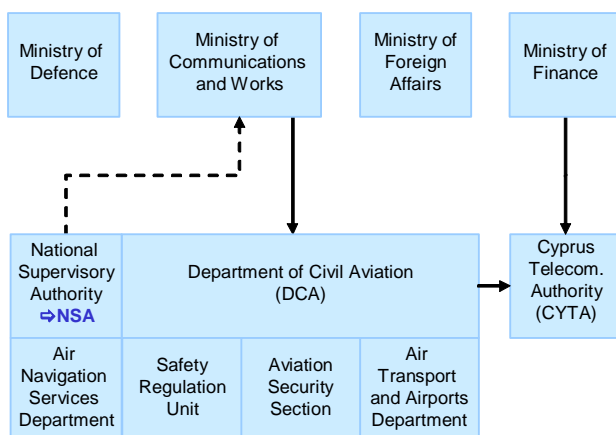 Ministry of
Defence
Ministry of
Communications
and Works
Ministry of
Foreign
Affairs
Ministry of
Finance
National
Supervisory
Authority
⇨NSA
Department of Civil Aviation
(DCA)
Cyprus
Telecom.
Authority
(CYTA)
Air
Navigation
Services
Department
Safety
Regulation
Unit
Aviation
Security
Section
Air
Transport
and Airports
Department